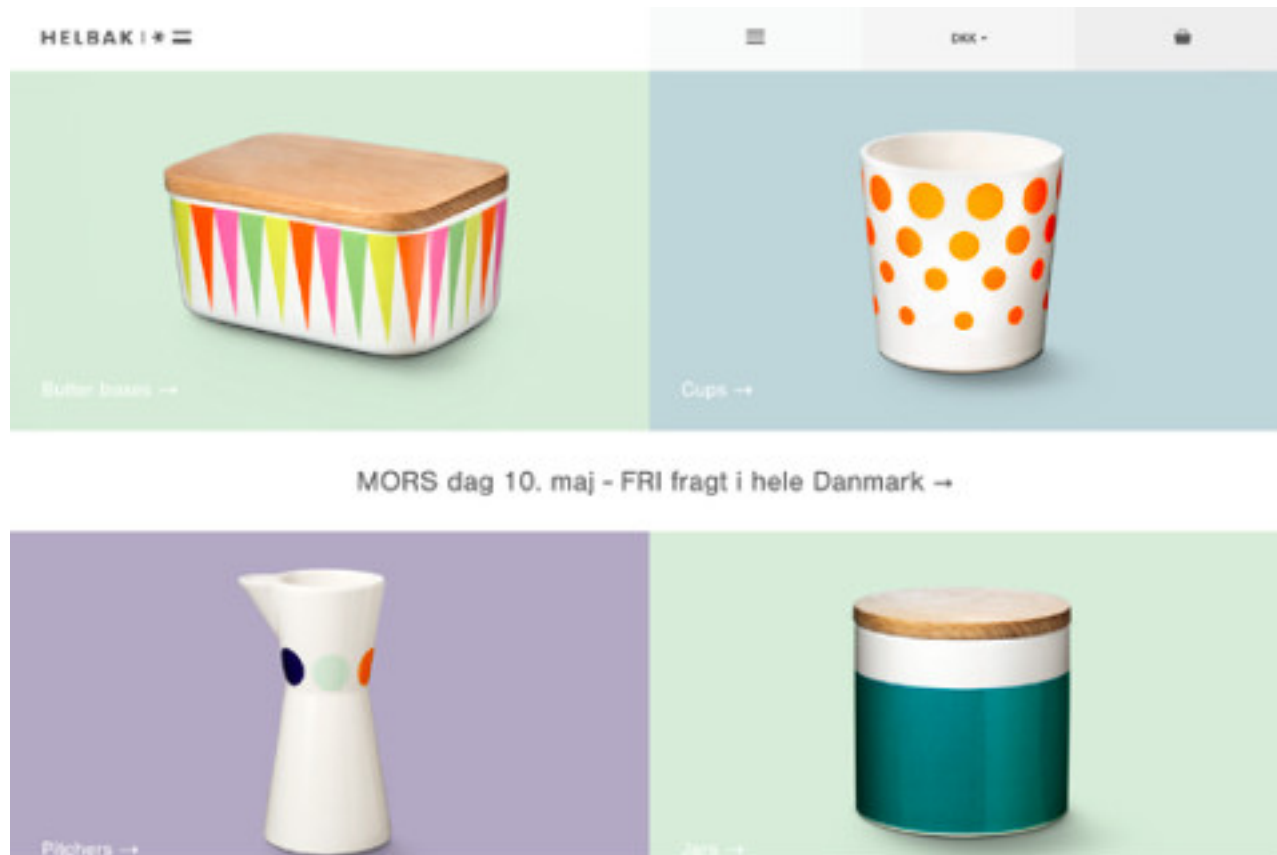 HELBAK
DKK
Butter boxes →
Cups →
MORS dag 10. maj - FRI fragt i hele Danmark →
Pitchers →
Jars →